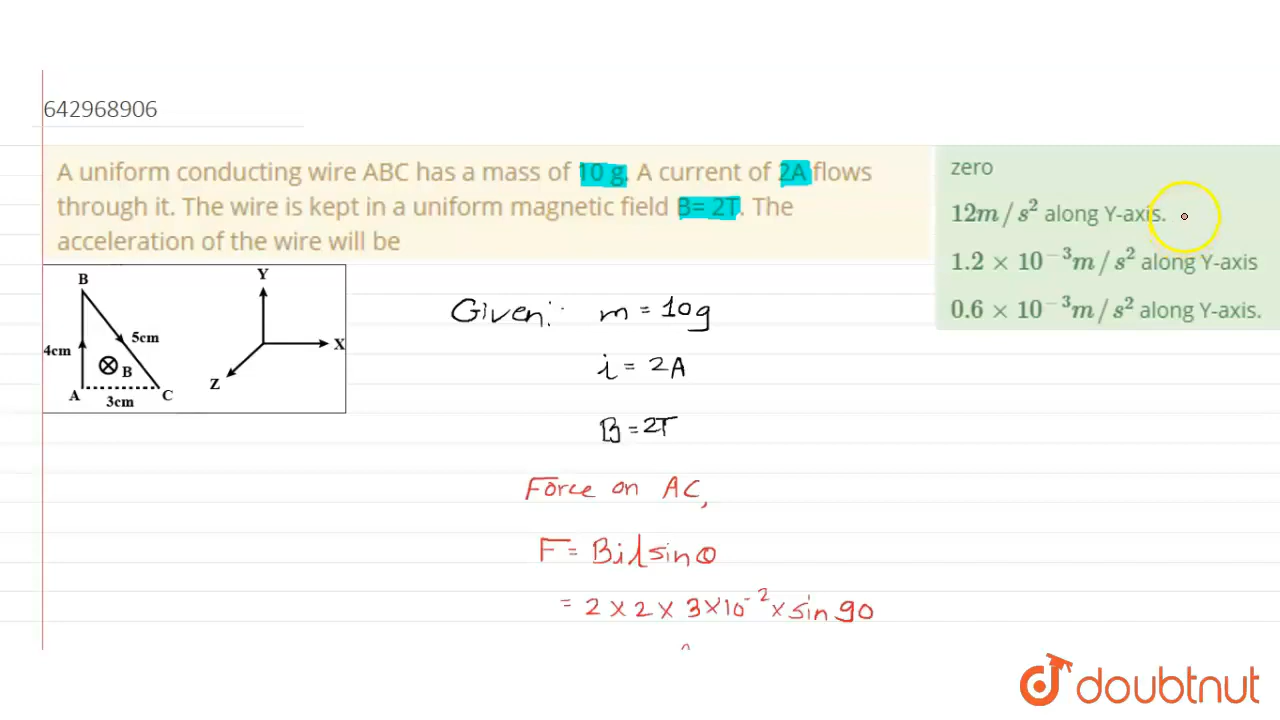 642968906
A uniform conducting wire ABC has a mass of 10 g. A current of 2A flows
through it. The wire is kept in a uniform magnetic field B= 2T. The
acceleration of the wire will be
zero
12m/s² along Y-axis.
1.2 × 10⁻³m/s² along Y-axis
0.6 × 10⁻³m/s² along Y-axis.
B
5cm
4cm
⊗ B
A
3cm
C
Y
X
Z
Given: m = 10g
i = 2A
B = 2T
Force on AC,
F = Bilsinθ
= 2 × 2 × 3×10⁻² × sin 90
doubtnut